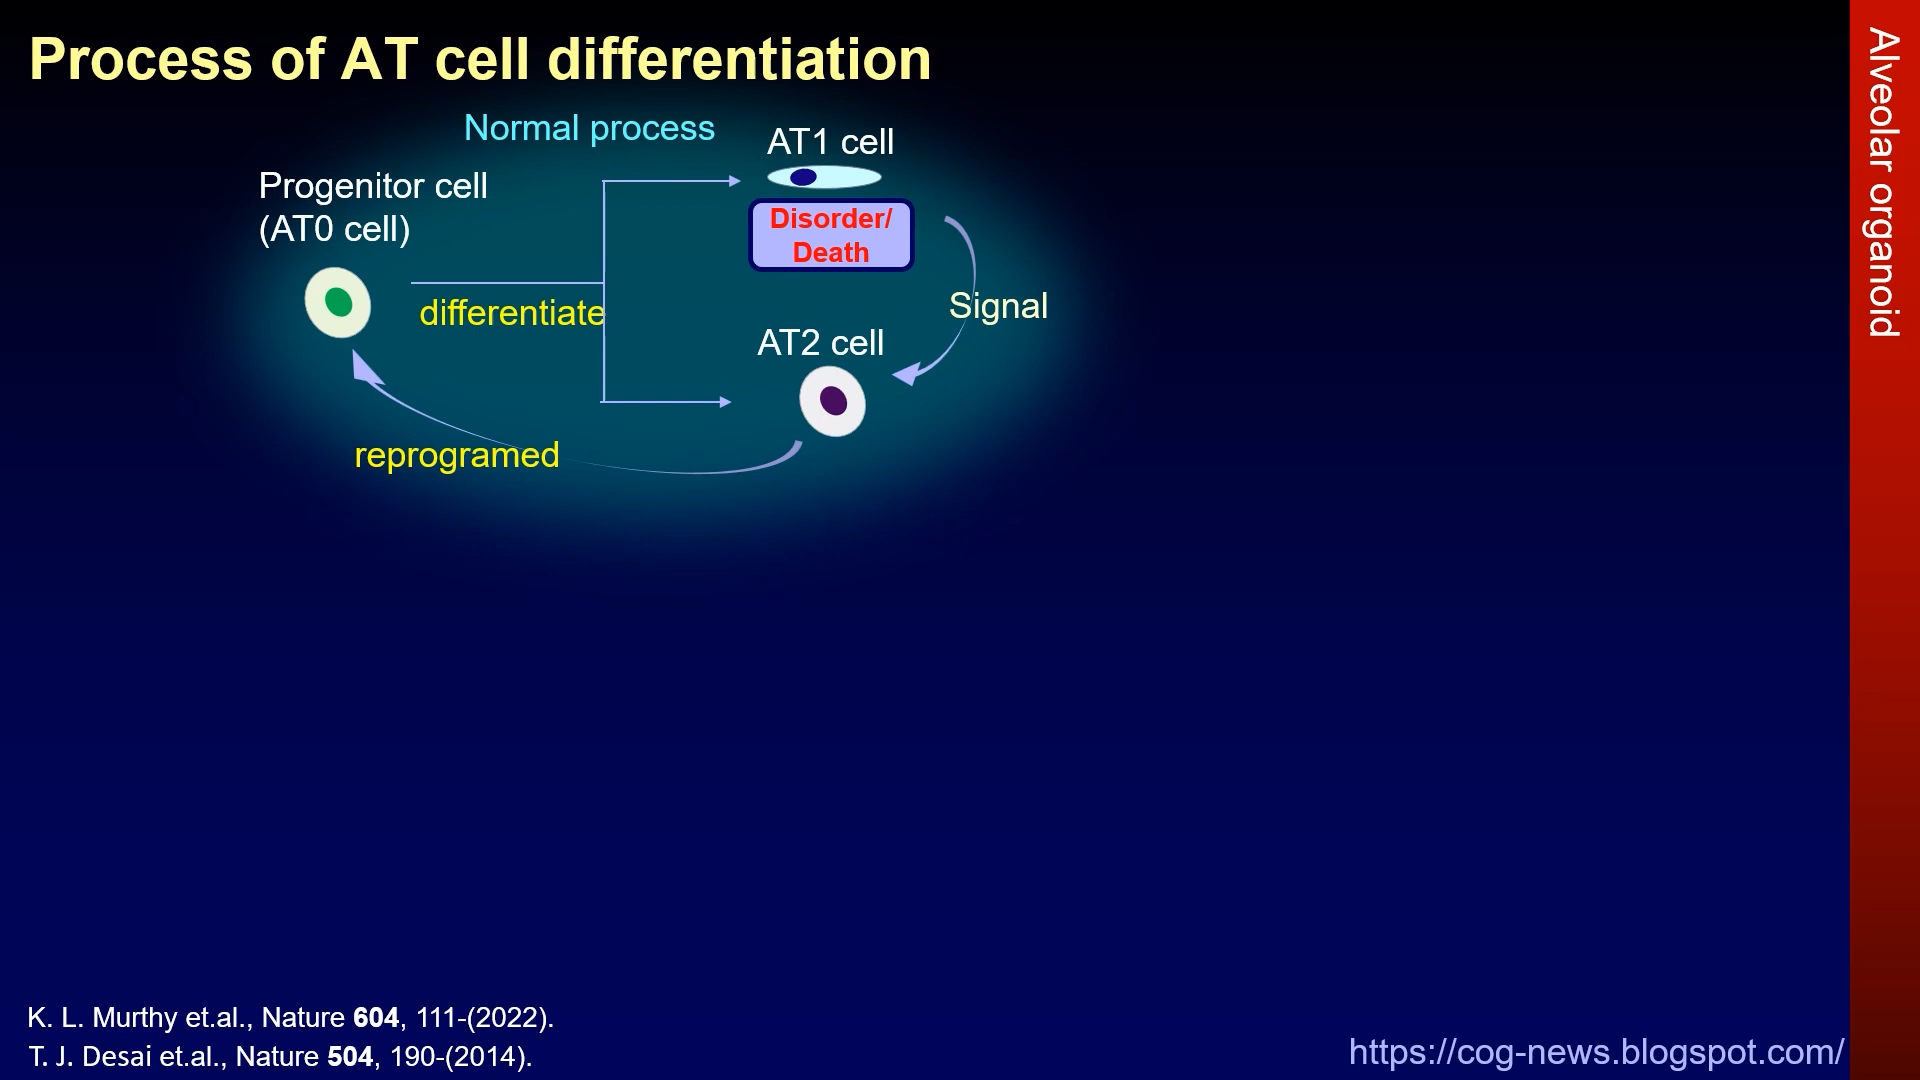 Process of AT cell differentiation
Normal process
AT1 cell
Progenitor cell
(AT0 cell)
Disorder/
Death
differentiate
Signal
AT2 cell
reprogramed
K. L. Murthy et.al., Nature 604, 111-(2022).
T. J. Desai et.al., Nature 504, 190-(2014).
https://cog-news.blogspot.com/
Alveolar organoid